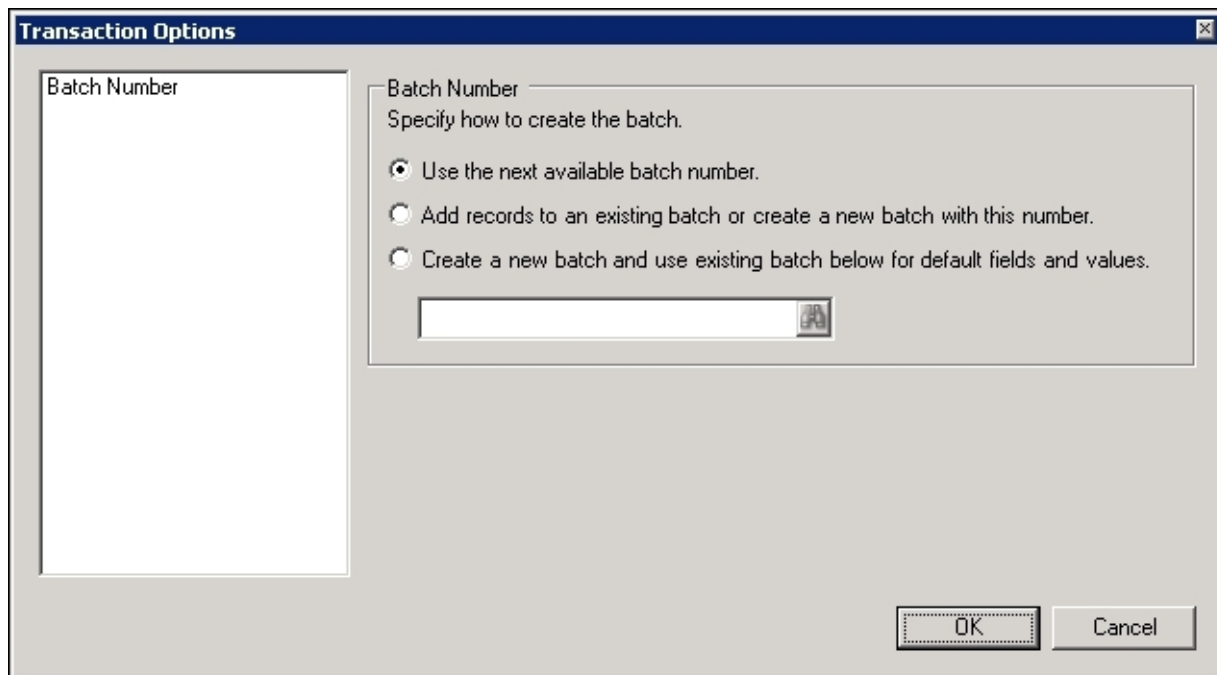 Transaction Options
Batch Number
Batch Number
Specify how to create the batch.
Use the next available batch number.
Add records to an existing batch or create a new batch with this number.
Create a new batch and use existing batch below for default fields and values.
OK
Cancel